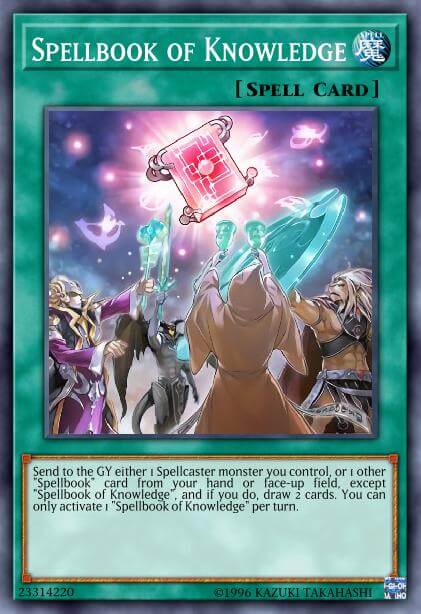 SPELLBOOK OF KNOWLEDGE
SPELL
魔
[SPELL CARD]
Send to the GY either 1 Spellcaster monster you control, or 1 other
"Spellbook" card from your hand or face-up field, except
"Spellbook of Knowledge", and if you do, draw 2 cards. You can
only activate 1 "Spellbook of Knowledge" per turn.
23314220
©1996 KAZUKI TAKAHASHI